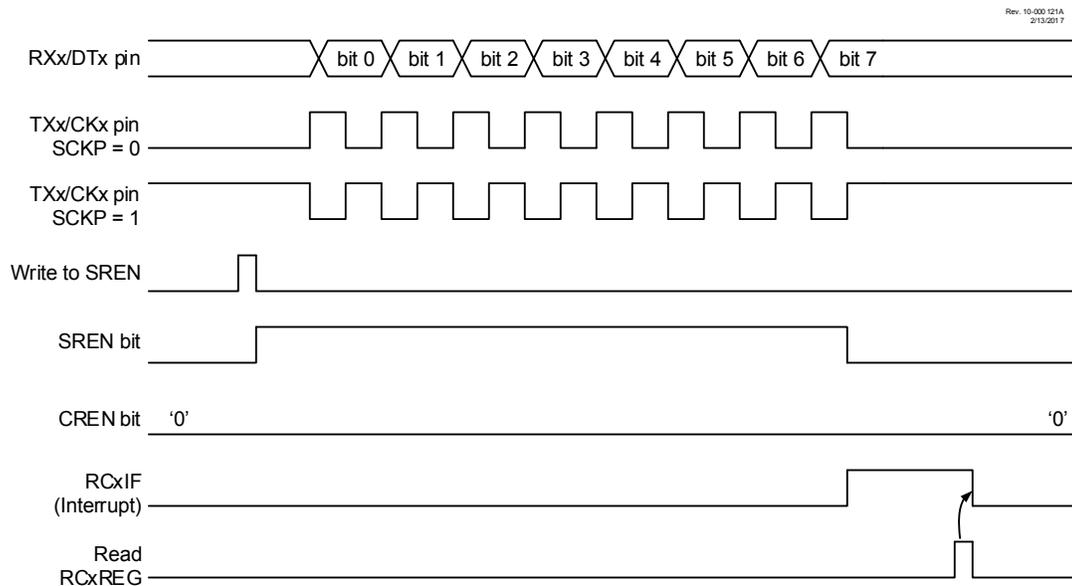 Rev. 10-000 121A
2/13/201 7
RXx/DTx pin
bit 0 bit 1 bit 2 bit 3 bit 4 bit 5 bit 6 bit 7
TXx/CKx pin
SCKP = 0
TXx/CKx pin
SCKP = 1
Write to SREN
SREN bit
CREN bit ‘0’ ‘0’
RCxIF
(Interrupt)
Read
RCxREG